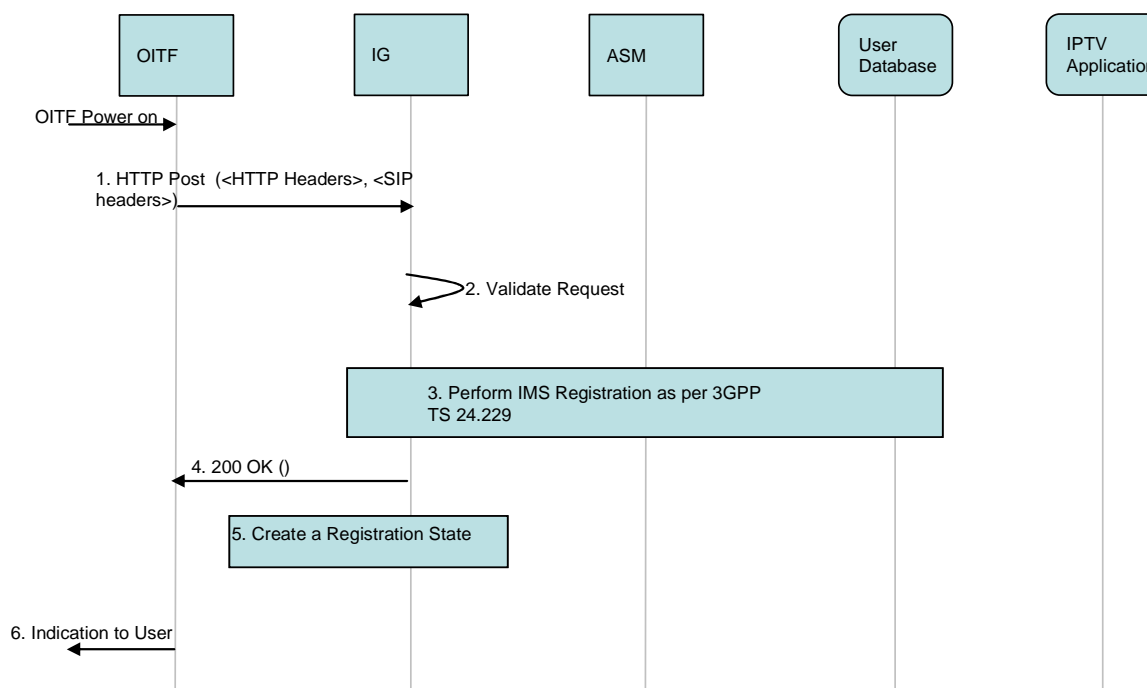 OITF
IG
ASM
User
Database
IPTV
Application
OITF Power on
1. HTTP Post (<HTTP Headers>, <SIP
headers>)
2. Validate Request
3. Perform IMS Registration as per 3GPP
TS 24.229
4. 200 OK ()
5. Create a Registration State
6. Indication to User